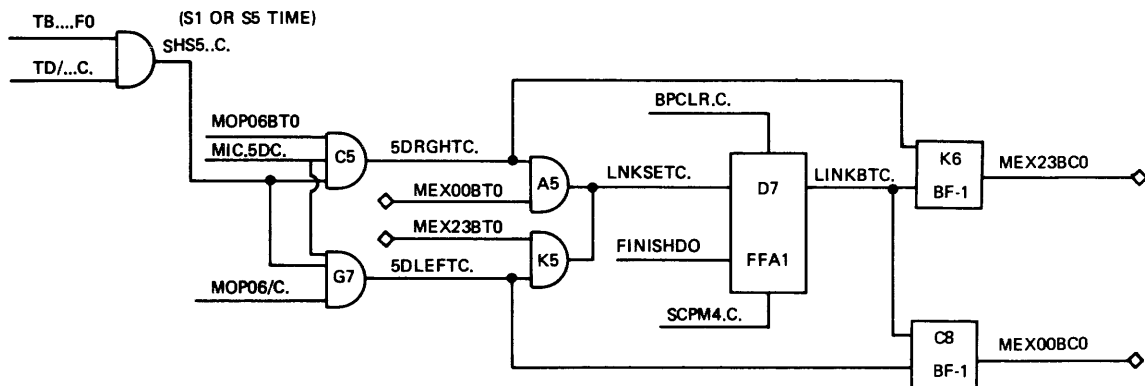 TB....F0
(S1 OR S5 TIME)
SHS5..C.
TD/...C.
BPCLR.C.
MOP06BT0
MIC.5DC.
C5
5DRGHTC.
A5
MEX00BT0
LNKSETC.
D7
LINKBTC.
K6
BF-1
MEX23BC0
MEX23BT0
K5
FINISHDO
FFA1
G7
5DLEFTC.
MOP06/C.
SCPM4.C.
C8
BF-1
MEX00BC0